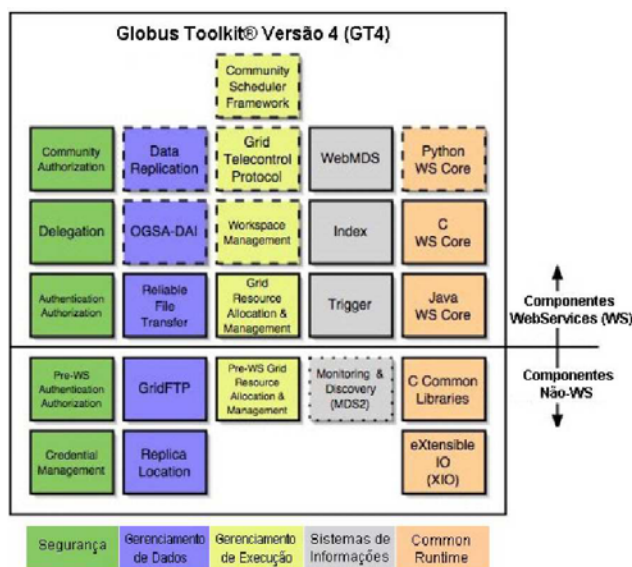 Globus Toolkit® Versão 4 (GT4)
Community
Scheduler
Framework
Community
Authorization
Data
Replication
Grid
Telecontrol
Protocol
WebMDS
Python
WS Core
Delegation
OGSA-DAI
Workspace
Management
Index
C
WS Core
Authentication
Authorization
Reliable
File
Transfer
Grid
Resource
Allocation &
Management
Trigger
Java
WS Core
Componentes
WebServices (WS)
Pre-WS
Authentication
Authorization
GridFTP
Pre-WS Grid
Resource
Allocation
& Management
Monitoring &
Discovery
(MDS2)
C Common
Libraries
Componentes
Não-WS
Credential
Management
Replica
Location
eXtensible
IO
(XIO)
Segurança
Gerenciamento
de Dados
Gerenciamento
de Execução
Sistemas de
Informações
Common
Runtime